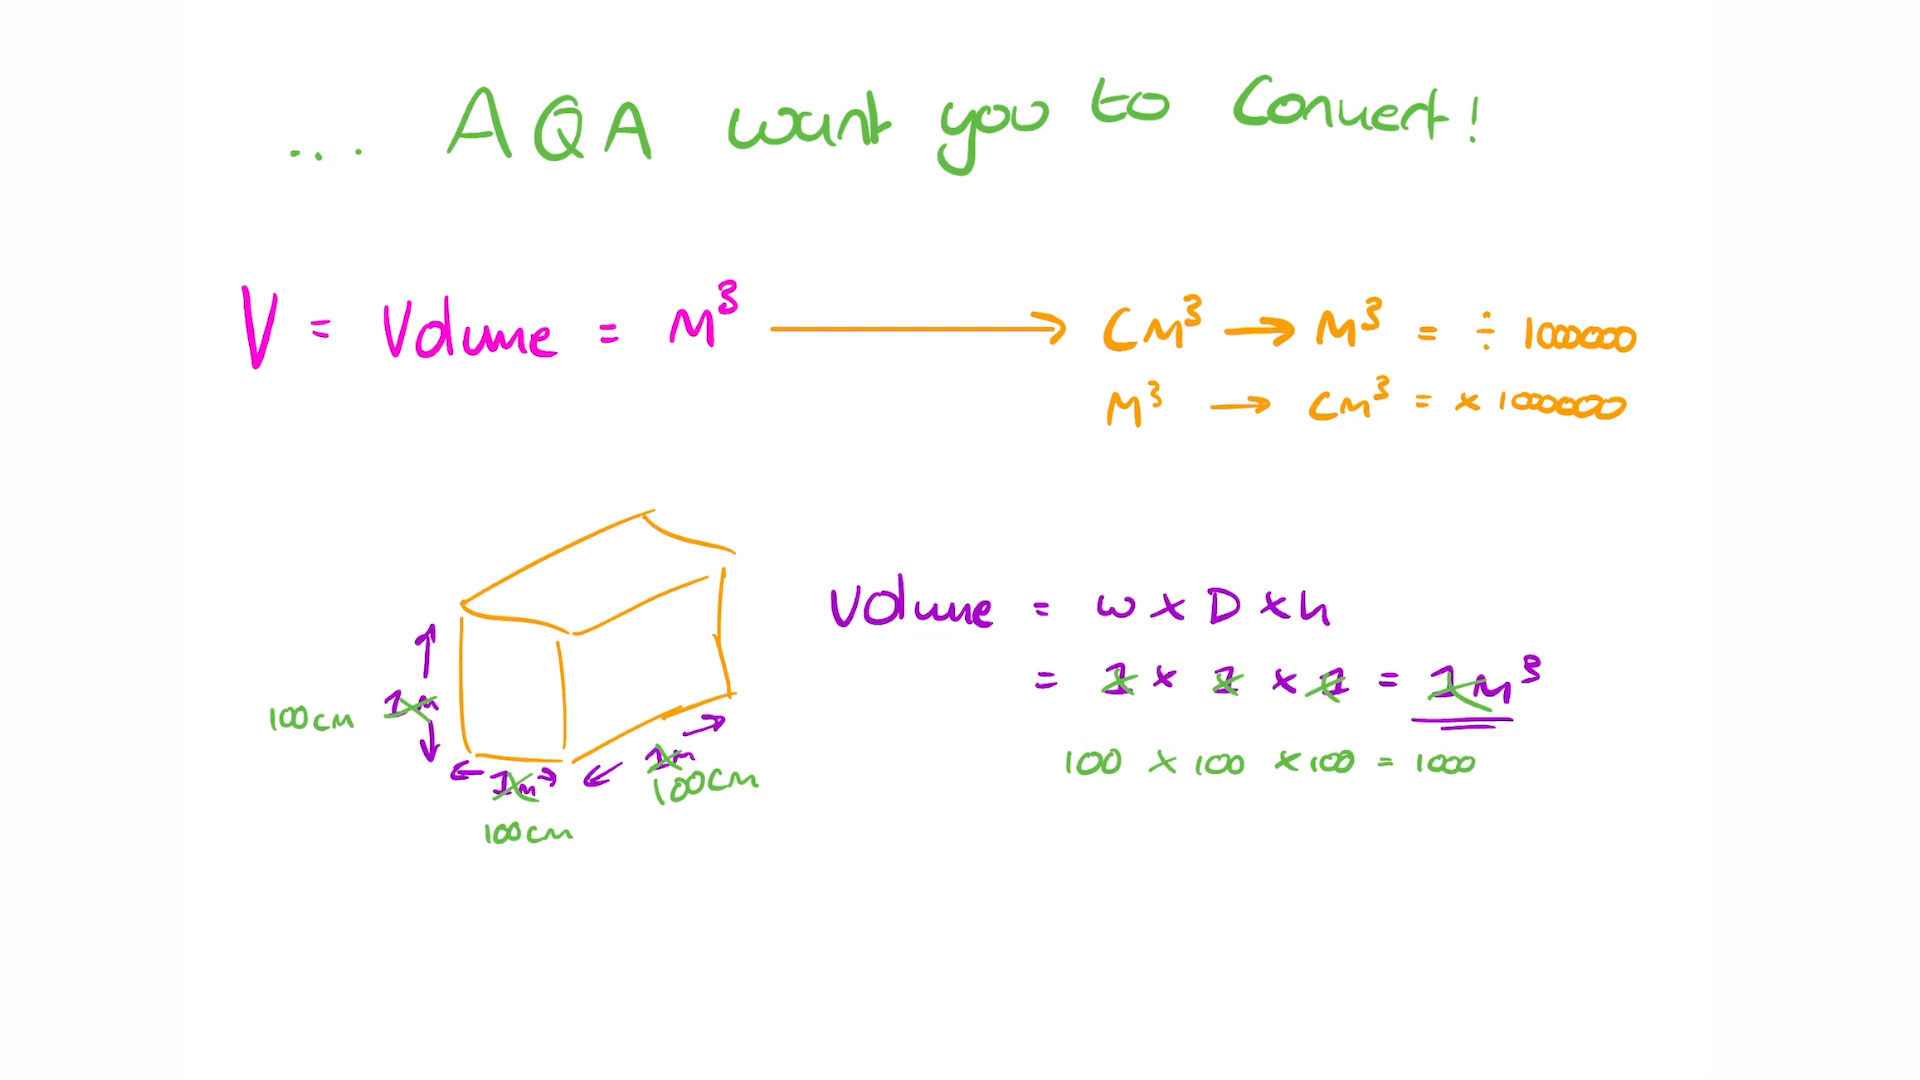 ... AQA want you to Convert!
V = Volume = M³ → CM³ → M³ = ÷ 1000000
M³ → CM³ = × 1000000
Volume = w × D × h
= 1 × 1 × 1 = 1M³
100 × 100 × 100 = 1000
100cm 1m
1m
100cm
1m
100cm